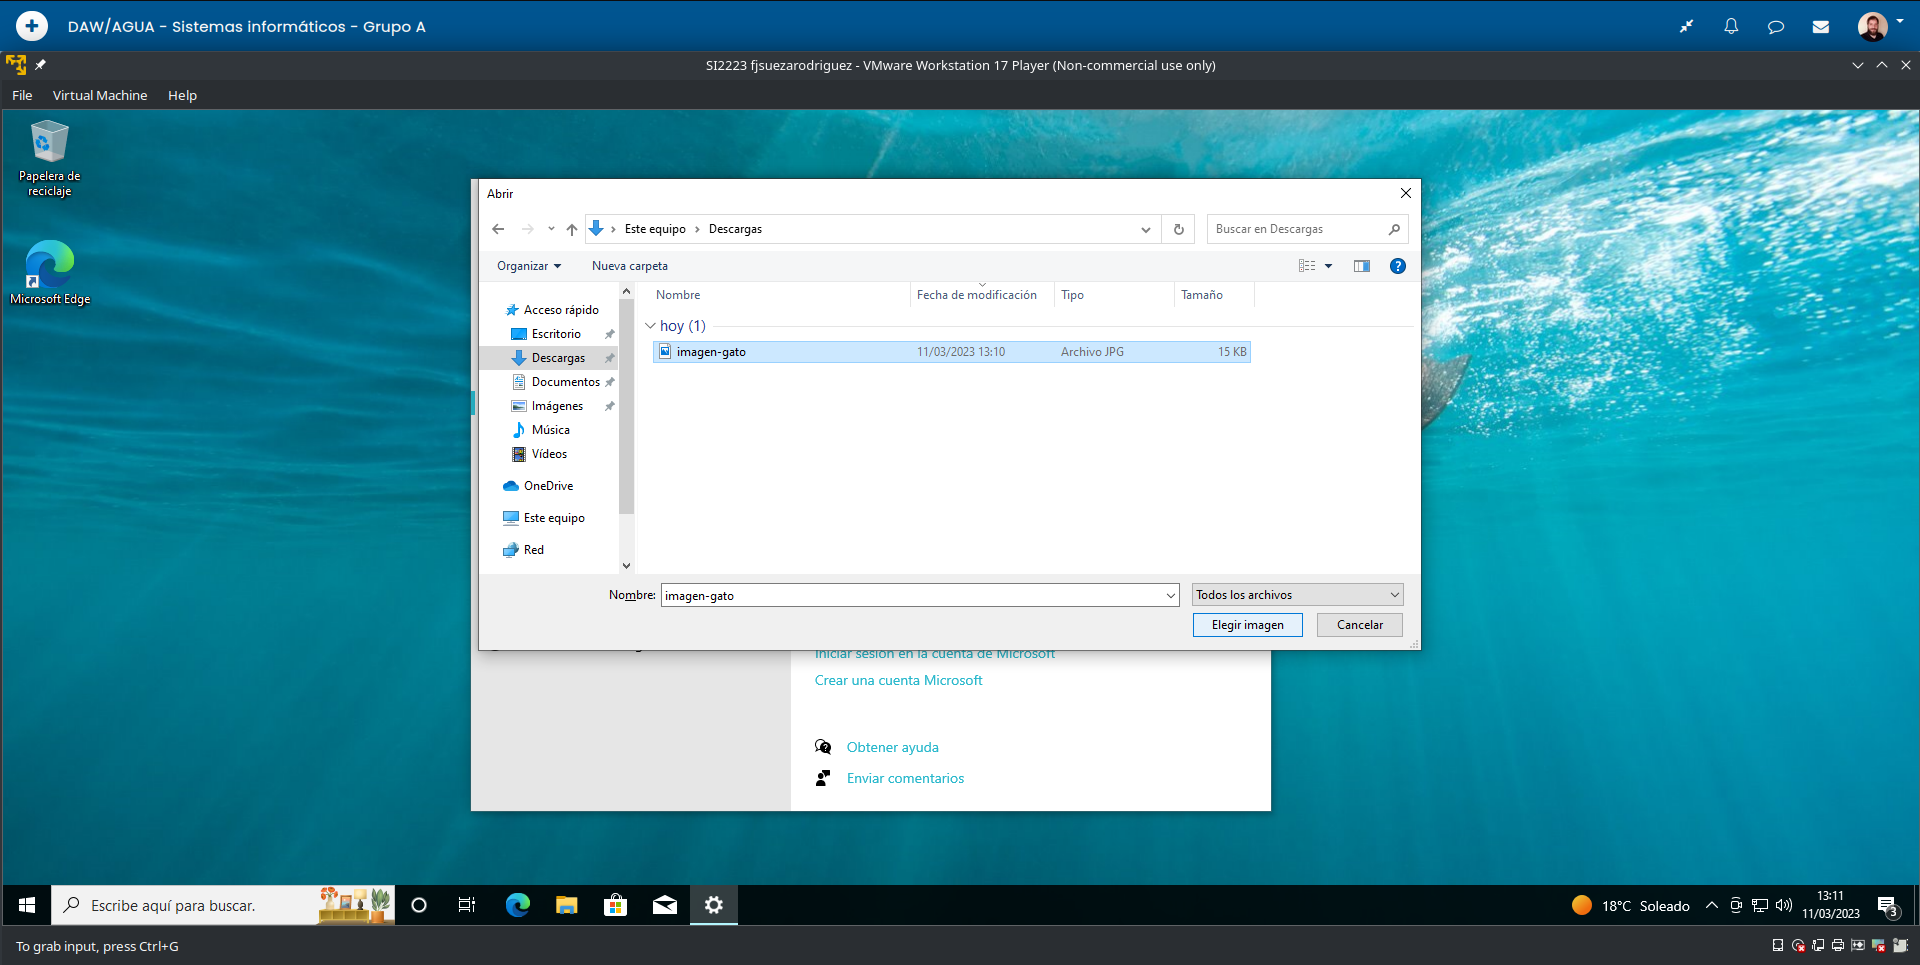 DAW/AGUA - Sistemas informáticos - Grupo A
SI2223 fjsuezarodriguez - VMware Workstation 17 Player (Non-commercial use only)
File Virtual Machine Help
Papelera de
reciclaje
Microsoft Edge
Abrir
Este equipo Descargas
Buscar en Descargas
Organizar Nueva carpeta
Nombre Fecha de modificación Tipo Tamaño
Acceso rápido
Escritorio
Descargas
Documentos
Imágenes
Música
Vídeos
OneDrive
Este equipo
Red
hoy (1)
imagen-gato 11/03/2023 13:10 Archivo JPG 15 KB
Nombre: imagen-gato Todos los archivos
Elegir imagen Cancelar
Iniciar sesión en la cuenta de Microsoft
Crear una cuenta Microsoft
Obtener ayuda
Enviar comentarios
Escribe aquí para buscar.
18°C Soleado
13:11
11/03/2023
3
To grab input, press Ctrl+G